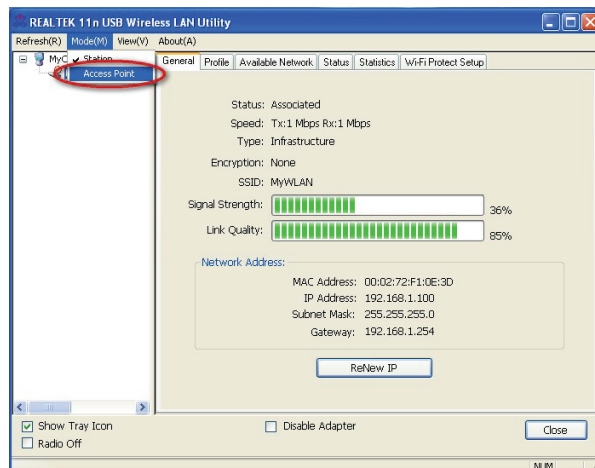 REALTEK 11n USB Wireless LAN Utility
Refresh(R) Mode(M) View(V) About(A)
MyC
Station
Access Point
General Profile Available Network Status Statistics Wi-Fi Protect Setup
Status: Associated
Speed: Tx:1 Mbps Rx:1 Mbps
Type: Infrastructure
Encryption: None
SSID: MyWLAN
Signal Strength: 36%
Link Quality: 85%
Network Address:
MAC Address: 00:02:72:F1:0E:3D
IP Address: 192.168.1.100
Subnet Mask: 255.255.255.0
Gateway: 192.168.1.254
ReNew IP
Show Tray Icon
Radio Off
Disable Adapter
Close
NUM